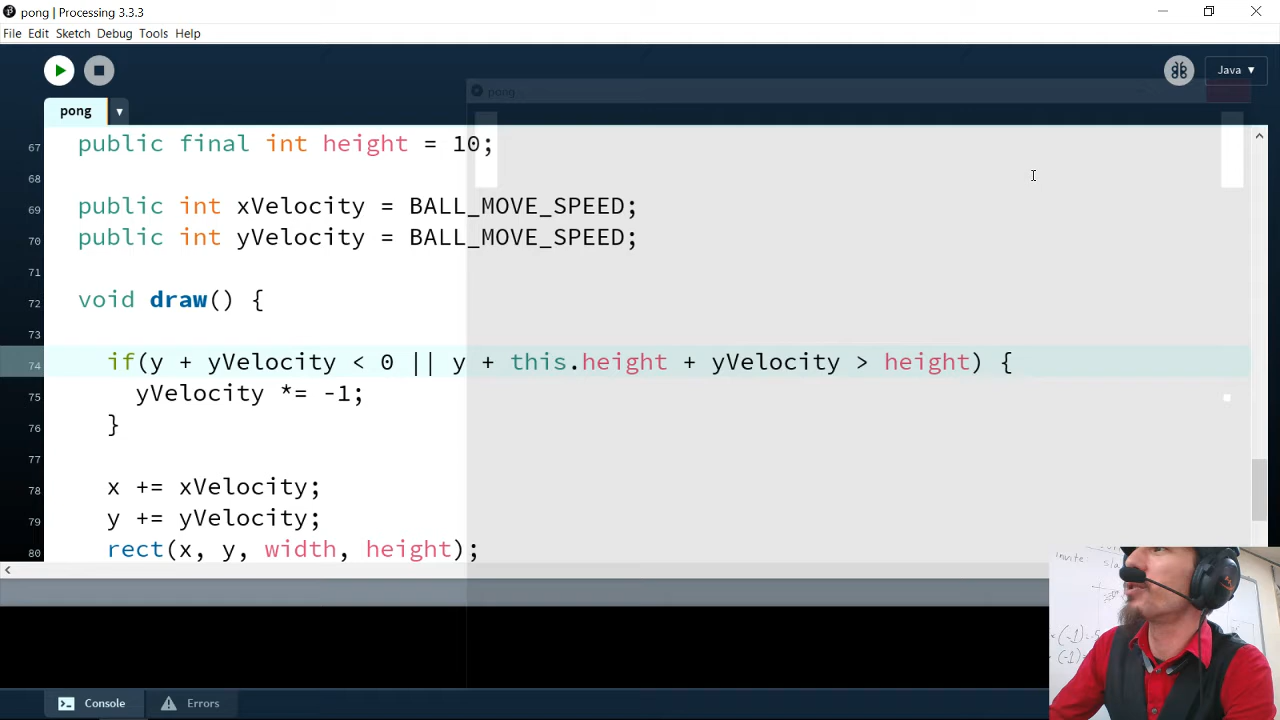 pong | Processing 3.3.3
File Edit Sketch Debug Tools Help
Java ▾
pong ▾
pong
67 public final int height = 10;
68
69 public int xVelocity = BALL_MOVE_SPEED;
70 public int yVelocity = BALL_MOVE_SPEED;
71
72 void draw() {
73
74 if(y + yVelocity < 0 || y + this.height + yVelocity > height) {
75 yVelocity *= -1;
76 }
77
78 x += xVelocity;
79 y += yVelocity;
80 rect(x, y, width, height);
invite:
Console
Errors